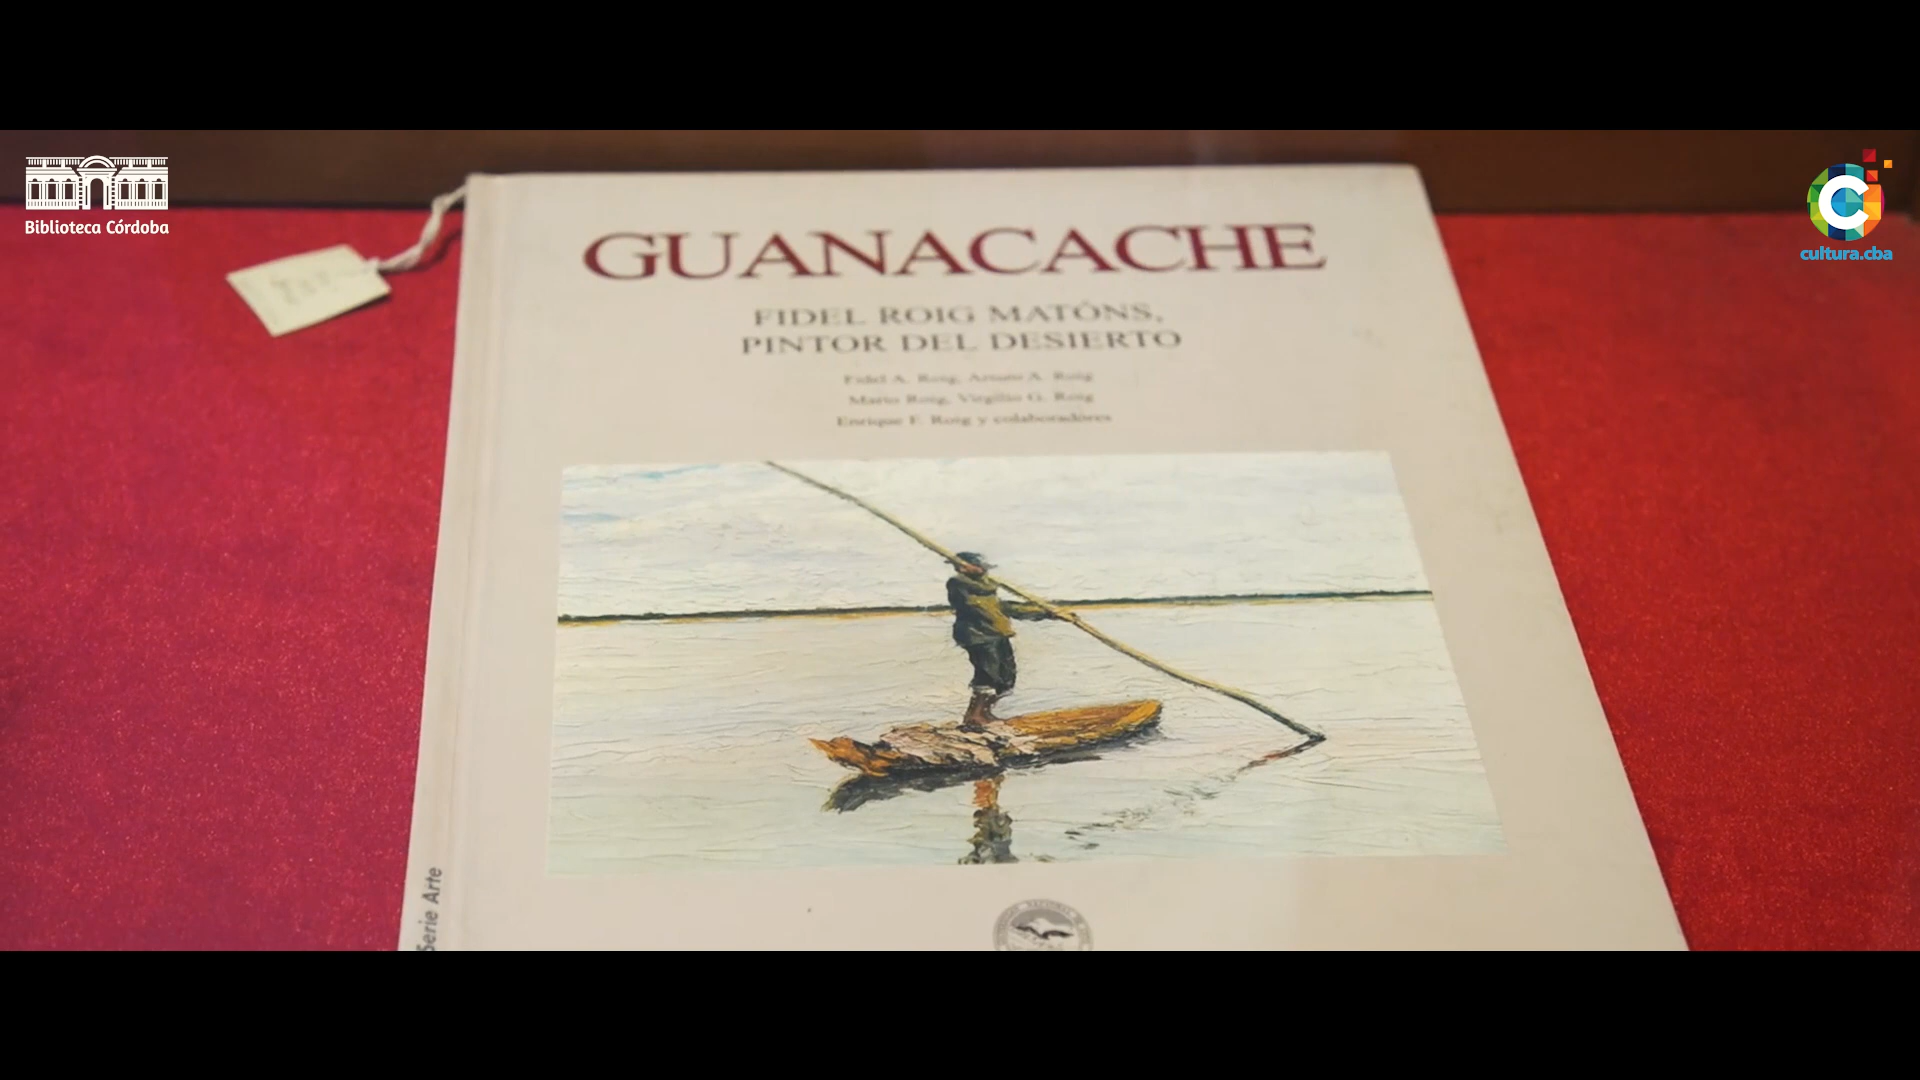 Biblioteca Córdoba
cultura.cba
GUANACACHE
FIDEL ROIG MATÓNS,
PINTOR DEL DESIERTO
Fidel A. Roig, Arturo A. Roig
Mario Roig, Virgilio G. Roig
Enrique F. Roig y colaboradores
Serie Arte